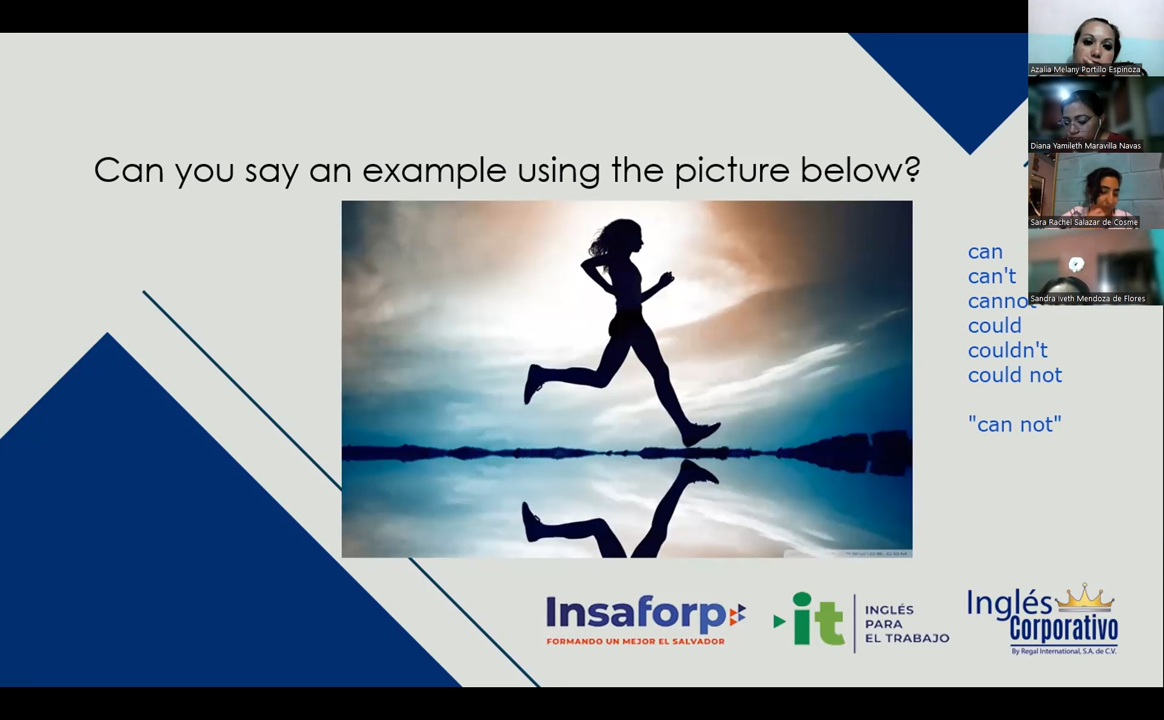 Can you say an example using the picture below?
Azalia Melany Portillo Espinoza
Diana Yamileth Maravilla Navas
Sara Rachel Salazar de Cosme
Sandra Iveth Mendoza de Flores
can
can't
cannot
could
couldn't
could not
"can not"
Insaforp
FORMANDO UN MEJOR EL SALVADOR
it
INGLÉS
PARA
EL TRABAJO
Inglés
Corporativo
By Regal International, S.A. de C.V.